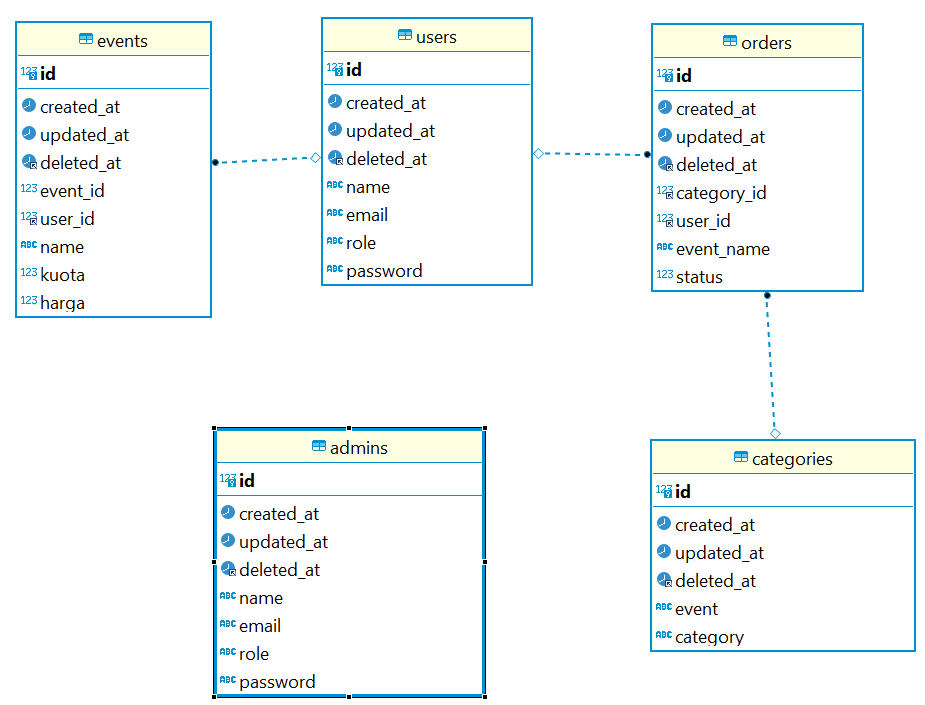 events
id
created_at
updated_at
deleted_at
event_id
user_id
name
kuota
harga
users
id
created_at
updated_at
deleted_at
name
email
role
password
orders
id
created_at
updated_at
deleted_at
category_id
user_id
event_name
status
admins
id
created_at
updated_at
deleted_at
name
email
role
password
categories
id
created_at
updated_at
deleted_at
event
category